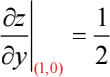 ∂z/∂y|(1,0) = 1/2